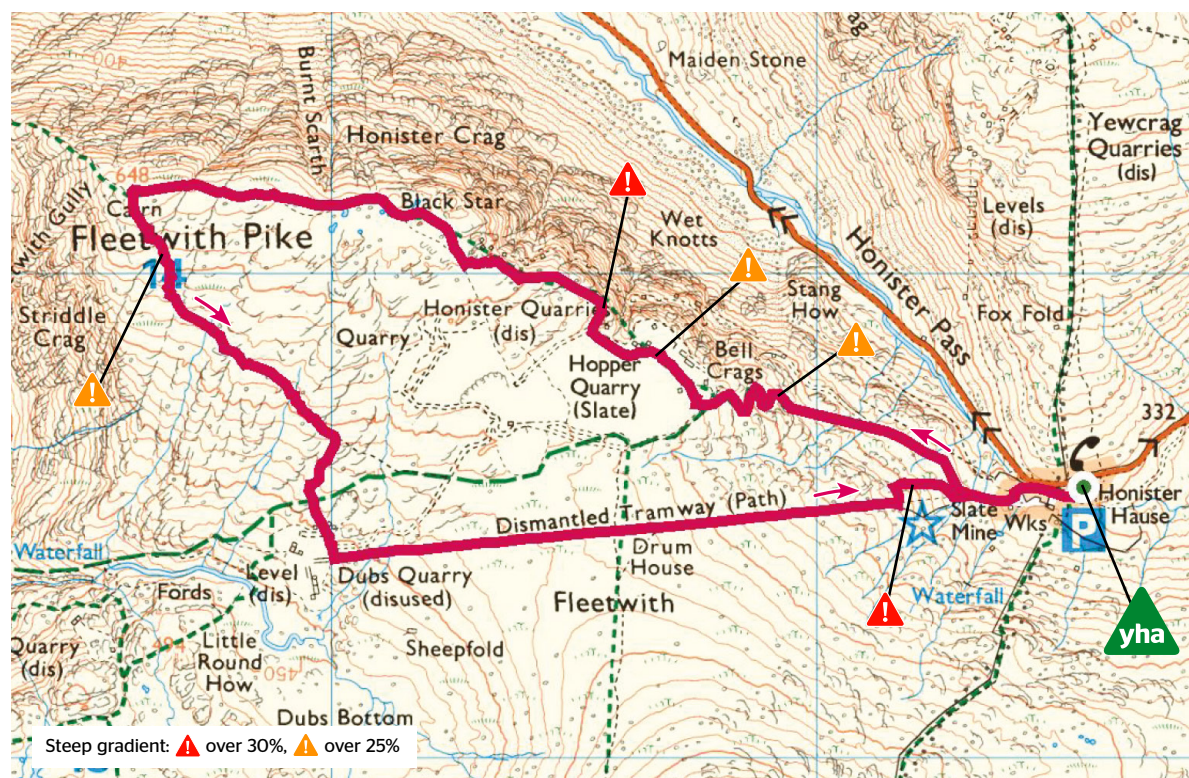 Maiden Stone
Burnt Scarth
Honister Crag
400
Yewcrag
Quarries
(dis)
648
Cairn
Black Star
Wet
Knotts
Levels
(dis)
Fleetwith Pike
Honister Pass
14
Striddle
Crag
Quarry
Honister Quarries
(dis)
Stang
How
Fox Fold
Bell
Crags
Hopper
Quarry
(Slate)
332
Dismantled Tramway (Path)
Slate
Mine
Wks
Honister
Hause
P
Waterfall
Level
(dis)
Dubs Quarry
(disused)
Drum
House
Fords
Fleetwith
Waterfall
yha
Quarry
(dis)
Little
Round
How
Sheepfold
450
Dubs Bottom
Steep gradient: ! over 30%, ! over 25%